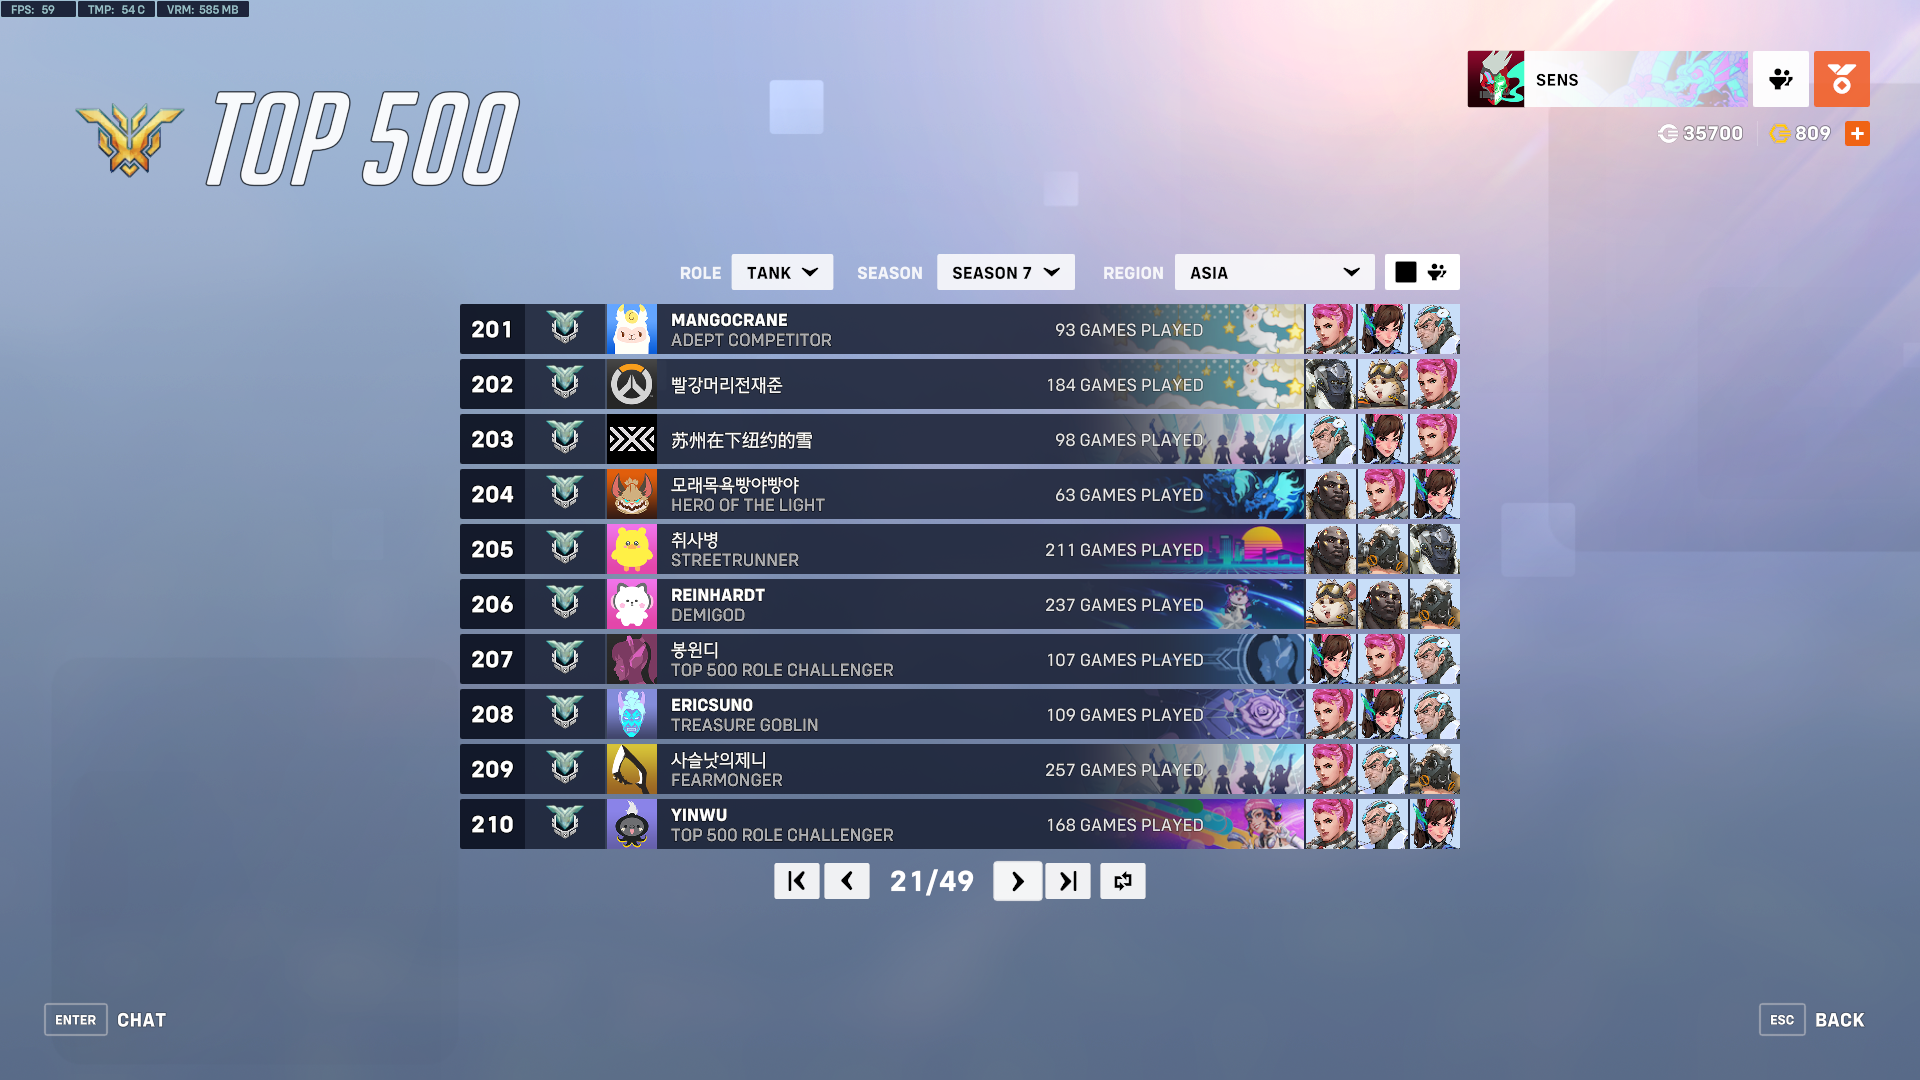 FPS: 59 TMP: 54 C VRM: 585 MB
TOP 500
SENS
35700 809
ROLE TANK SEASON SEASON 7 REGION ASIA
201 MANGOCRANE 93 GAMES PLAYED
ADEPT COMPETITOR
202 빨강머리전재준 184 GAMES PLAYED
203 苏州在下纽约的雪 98 GAMES PLAYED
204 모래목욕빵야빵야 63 GAMES PLAYED
HERO OF THE LIGHT
205 취사병 211 GAMES PLAYED
STREETRUNNER
206 REINHARDT 237 GAMES PLAYED
DEMIGOD
207 봉윈디 107 GAMES PLAYED
TOP 500 ROLE CHALLENGER
208 ERICSUNO 109 GAMES PLAYED
TREASURE GOBLIN
209 사슬낫의제니 257 GAMES PLAYED
FEARMONGER
210 YINWU 168 GAMES PLAYED
TOP 500 ROLE CHALLENGER
21/49
ENTER CHAT
ESC BACK